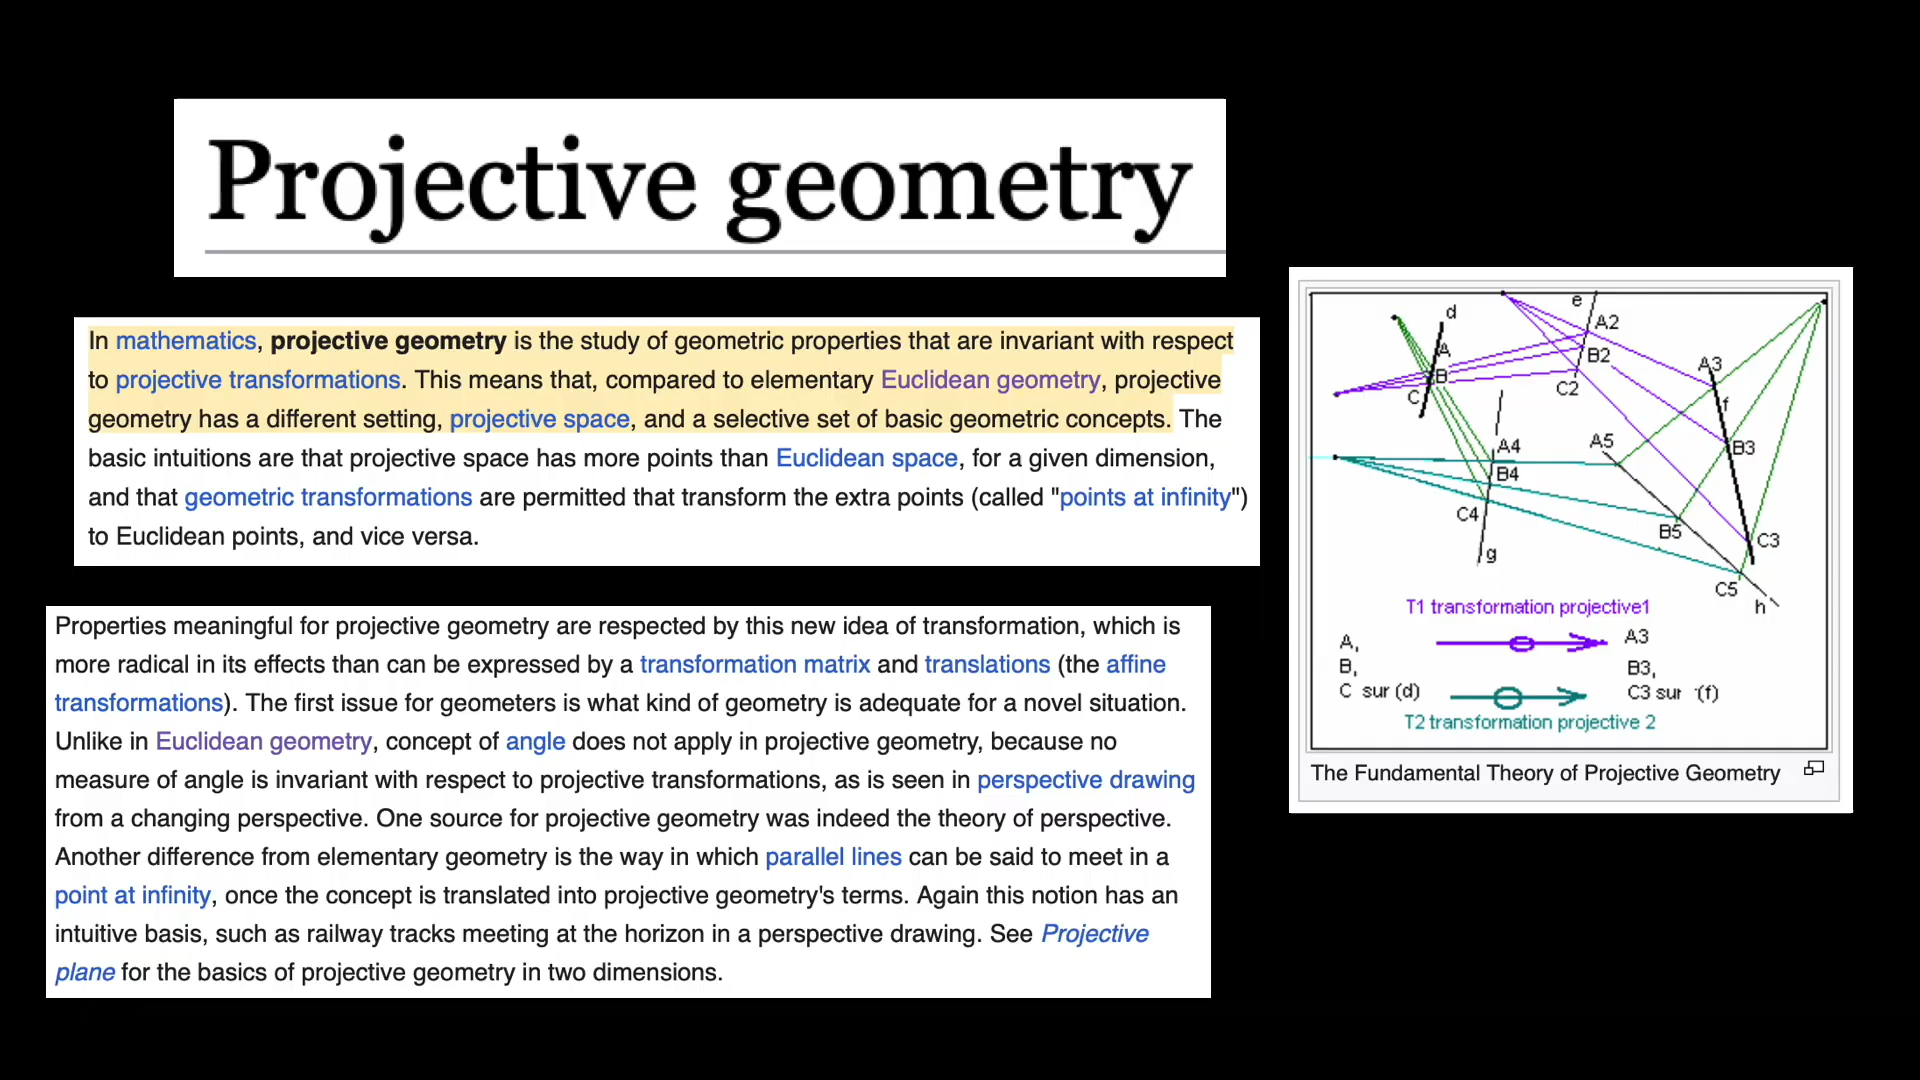 Projective geometry
In mathematics, projective geometry is the study of geometric properties that are invariant with respect
to projective transformations. This means that, compared to elementary Euclidean geometry, projective
geometry has a different setting, projective space, and a selective set of basic geometric concepts. The
basic intuitions are that projective space has more points than Euclidean space, for a given dimension,
and that geometric transformations are permitted that transform the extra points (called "points at infinity")
to Euclidean points, and vice versa.
Properties meaningful for projective geometry are respected by this new idea of transformation, which is
more radical in its effects than can be expressed by a transformation matrix and translations (the affine
transformations). The first issue for geometers is what kind of geometry is adequate for a novel situation.
Unlike in Euclidean geometry, concept of angle does not apply in projective geometry, because no
measure of angle is invariant with respect to projective transformations, as is seen in perspective drawing
from a changing perspective. One source for projective geometry was indeed the theory of perspective.
Another difference from elementary geometry is the way in which parallel lines can be said to meet in a
point at infinity, once the concept is translated into projective geometry's terms. Again this notion has an
intuitive basis, such as railway tracks meeting at the horizon in a perspective drawing. See Projective
plane for the basics of projective geometry in two dimensions.
d
e
A2
A
B2
A3
B
C2
C
f
A4
A5
B3
B4
C4
B5
C3
g
C5
h
T1 transformation projective1
A,
A3
B,
B3,
C sur (d)
C3 sur (f)
T2 transformation projective 2
The Fundamental Theory of Projective Geometry